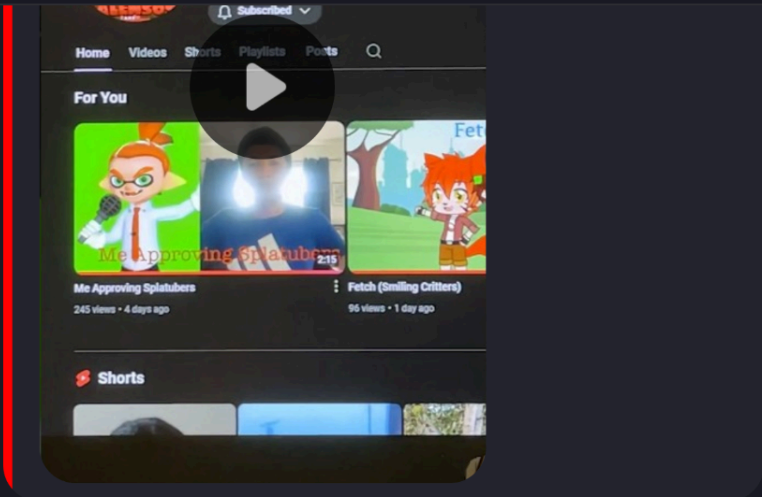 Subscribed
Home Videos Shorts Playlists Posts
For You
Fet
Me Approving Splatubers
2:15
Me Approving Splatubers
245 views • 4 days ago
Fetch (Smiling Critters)
96 views • 1 day ago
Shorts